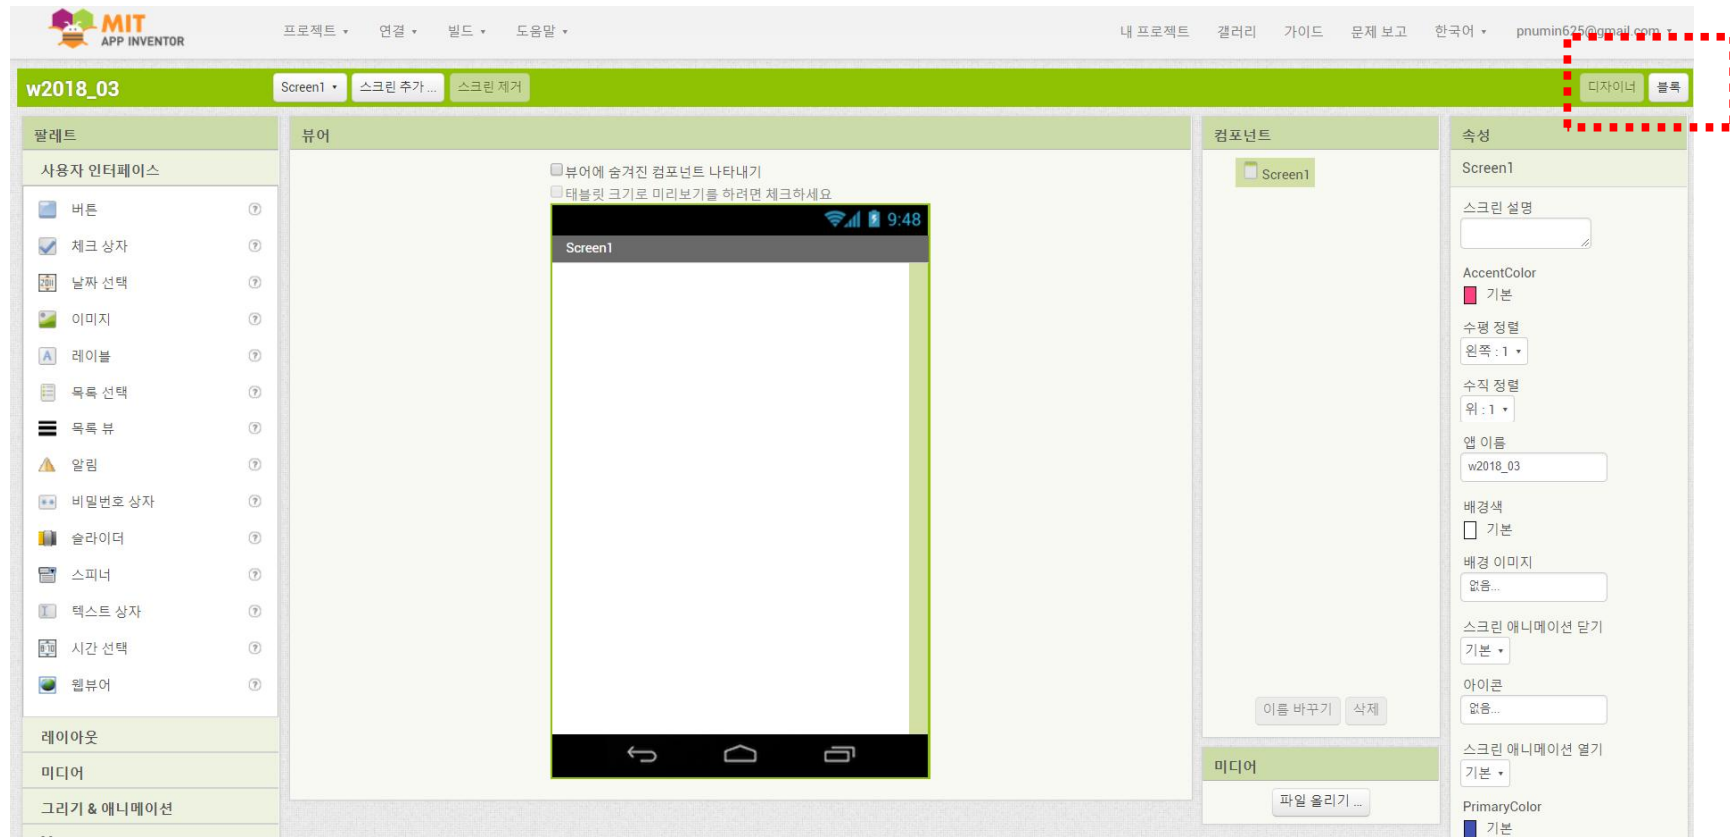 MIT
APP INVENTOR
프로젝트 연결 빌드 도움말
내 프로젝트 갤러리 가이드 문제 보고 한국어 pnumin625@gmail.com
w2018_03
Screen1 스크린 추가 ... 스크린 제거
디자이너 블록
팔레트
사용자 인터페이스
버튼
체크 상자
날짜 선택
이미지
레이블
목록 선택
목록 뷰
알림
비밀번호 상자
슬라이더
스피너
텍스트 상자
시간 선택
웹뷰어
레이아웃
미디어
그리기 & 애니메이션
뷰어
뷰어에 숨겨진 컴포넌트 나타내기
태블릿 크기로 미리보기를 하려면 체크하세요
9:48
Screen1
컴포넌트
Screen1
이름 바꾸기 삭제
미디어
파일 올리기 ...
속성
Screen1
스크린 설명
AccentColor
기본
수평 정렬
왼쪽 : 1
수직 정렬
위 : 1
앱 이름
w2018_03
배경색
기본
배경 이미지
없음...
스크린 애니메이션 닫기
기본
아이콘
없음...
스크린 애니메이션 열기
기본
PrimaryColor
기본